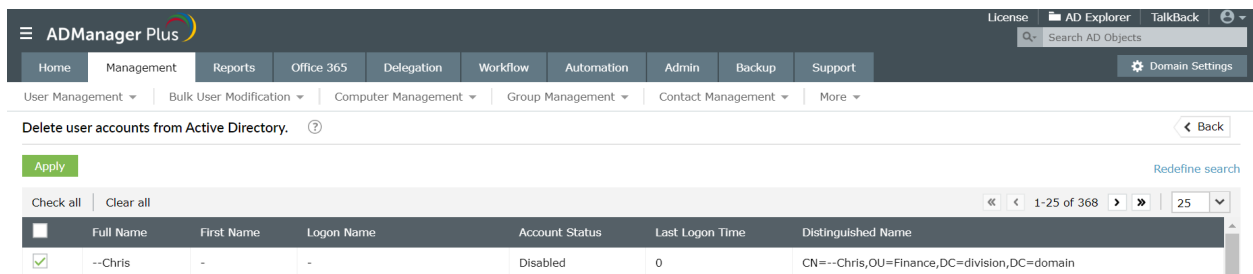 License AD Explorer TalkBack
ADManager Plus
Search AD Objects
Home Management Reports Office 365 Delegation Workflow Automation Admin Backup Support Domain Settings
User Management Bulk User Modification Computer Management Group Management Contact Management More
Delete user accounts from Active Directory. ? Back
Apply
Redefine search
Check all Clear all 1-25 of 368 25
Full Name First Name Logon Name Account Status Last Logon Time Distinguished Name
--Chris - - Disabled 0 CN=--Chris,OU=Finance,DC=division,DC=domain